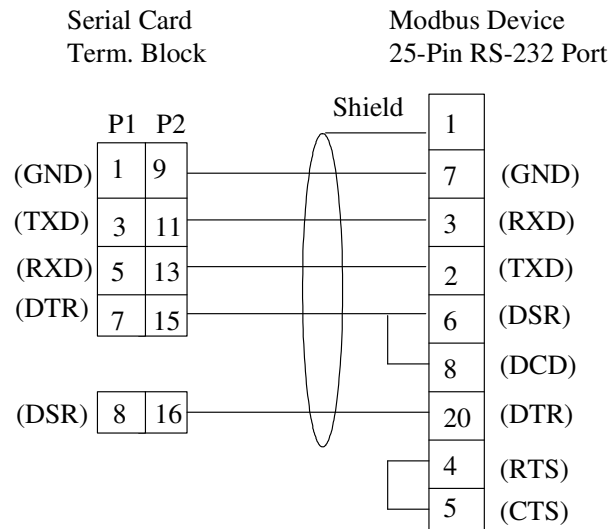 Serial Card Modbus Device
Term. Block 25-Pin RS-232 Port
Shield 1
P1 P2
(GND) 1 9 7 (GND)
(TXD) 3 11 3 (RXD)
(RXD) 5 13 2 (TXD)
(DTR) 7 15 6 (DSR)
8 (DCD)
(DSR) 8 16 20 (DTR)
4 (RTS)
5 (CTS)